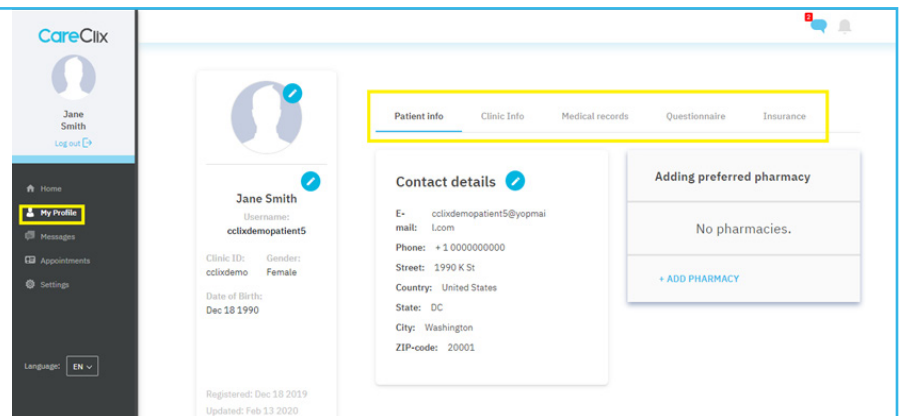 CareClix
2
Jane
Smith
Log out
Home
My Profile
Messages
Appointments
Settings
Language: EN
Jane Smith
Username:
cclixdemopatient5
Clinic ID: Gender:
cclixdemo Female
Date of Birth:
Dec 18 1990
Registered: Dec 18 2019
Updated: Feb 13 2020
Patient info Clinic Info Medical records Questionnaire Insurance
Contact details
E- cclixdemopatient5@yopmai
mail: l.com
Phone: + 1 0000000000
Street: 1990 K St
Country: United States
State: DC
City: Washington
ZIP-code: 20001
Adding preferred pharmacy
No pharmacies.
+ ADD PHARMACY